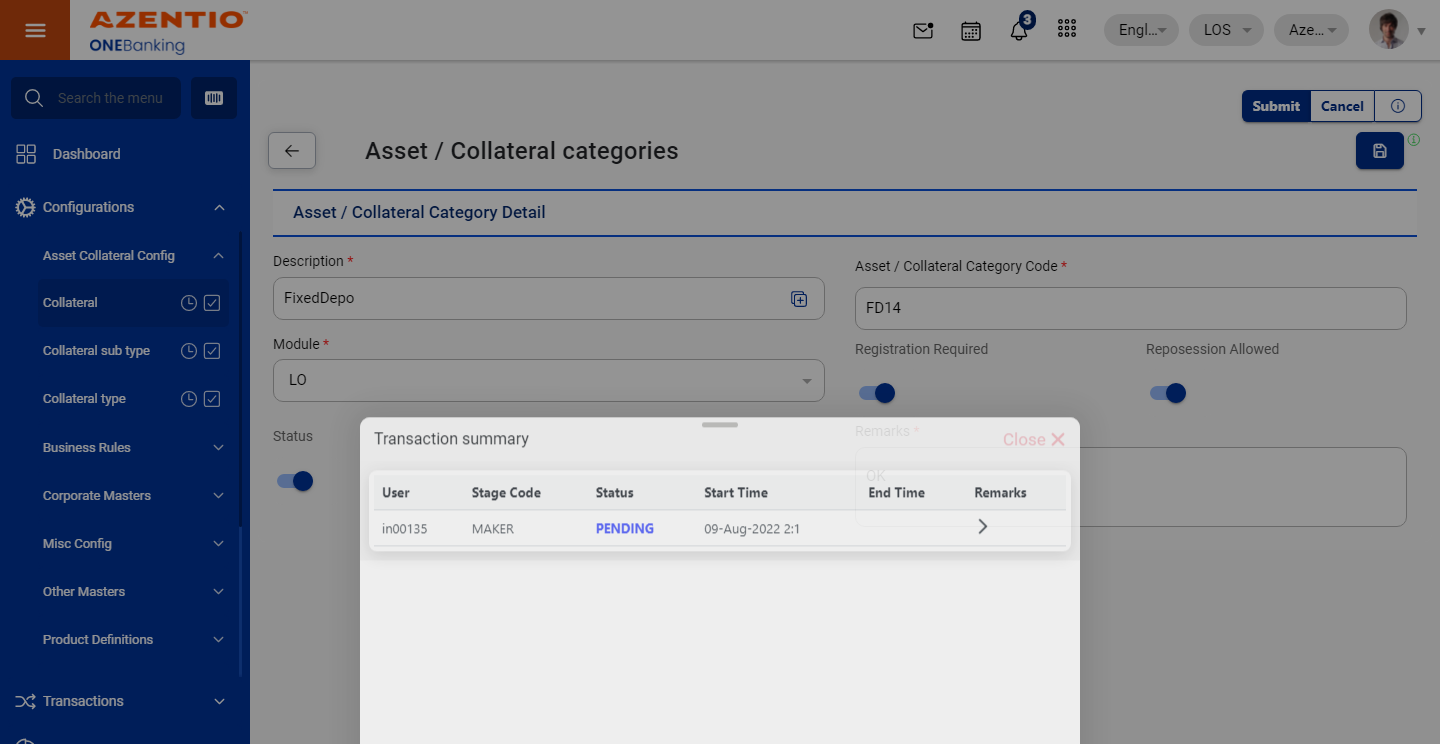 AZENTIO™
ONEBanking
3
Engl...
LOS
Aze...
Search the menu
Submit
Cancel
Dashboard
Asset / Collateral categories
Configurations
Asset / Collateral Category Detail
Asset Collateral Config
Description *
Asset / Collateral Category Code *
Collateral
FixedDepo
FD14
Module *
Registration Required
Reposession Allowed
Collateral sub type
LO
Collateral type
Status
Remarks *
Transaction summary
Close
Business Rules
OK
User
Stage Code
Status
Start Time
End Time
Remarks
Corporate Masters
in00135
MAKER
PENDING
09-Aug-2022 2:1
Misc Config
Other Masters
Product Definitions
Transactions